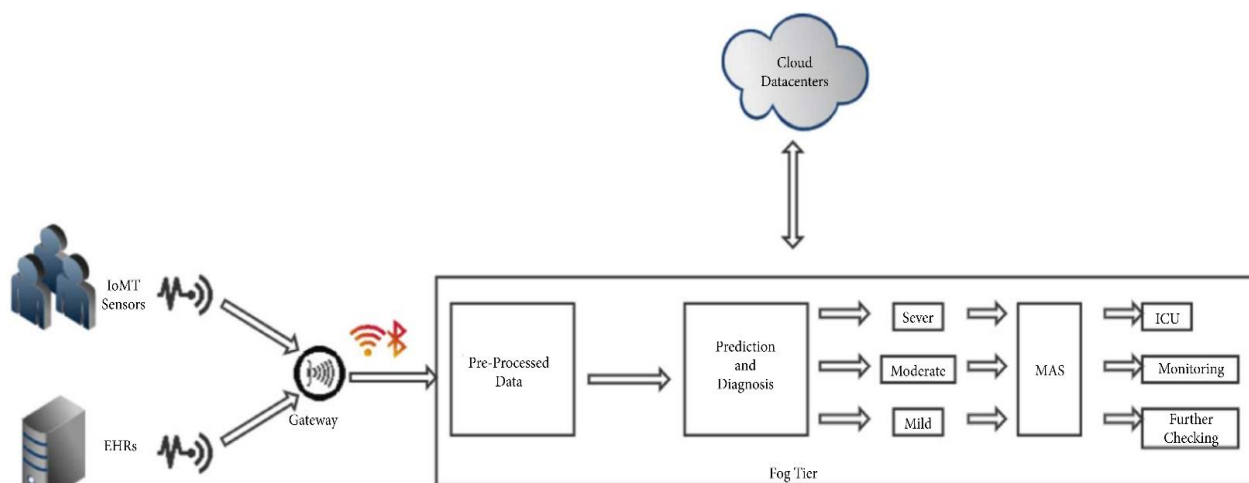 Cloud
Datacenters
IoMT
Sensors
EHRs
Gateway
Pre-Processed
Data
Prediction
and
Diagnosis
Sever
Moderate
Mild
MAS
ICU
Monitoring
Further
Checking
Fog Tier